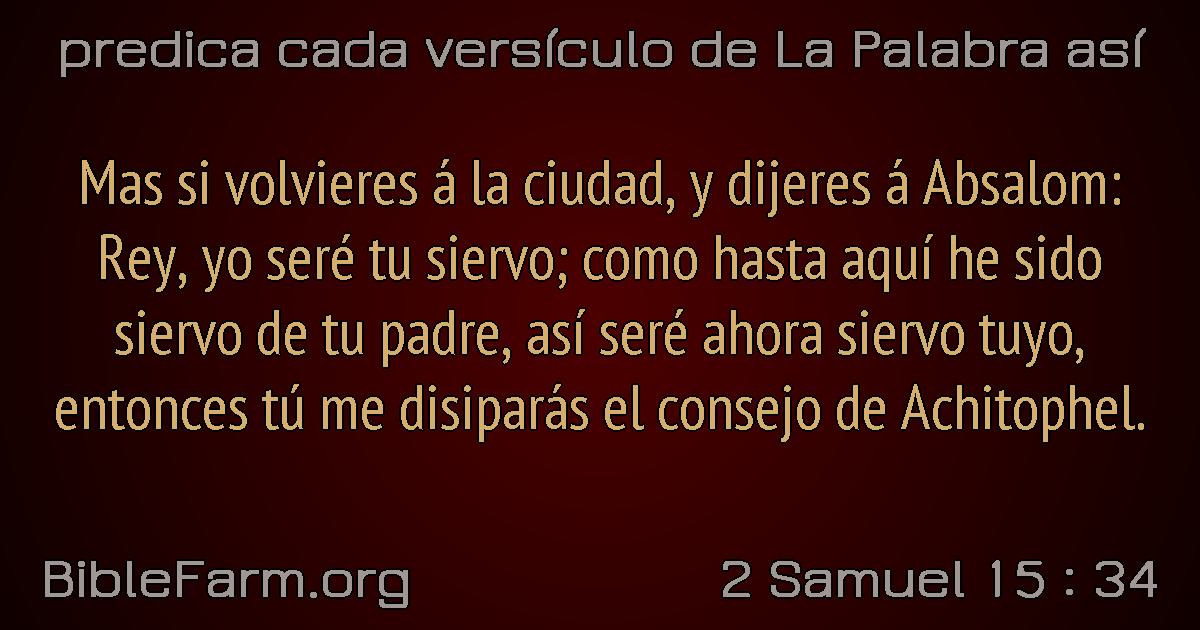 predica cada versículo de La Palabra así
Mas si volvieres á la ciudad, y dijeres á Absalom:
Rey, yo seré tu siervo; como hasta aquí he sido
siervo de tu padre, así seré ahora siervo tuyo,
entonces tú me disiparás el consejo de Achitophel.
BibleFarm.org
2 Samuel 15 : 34